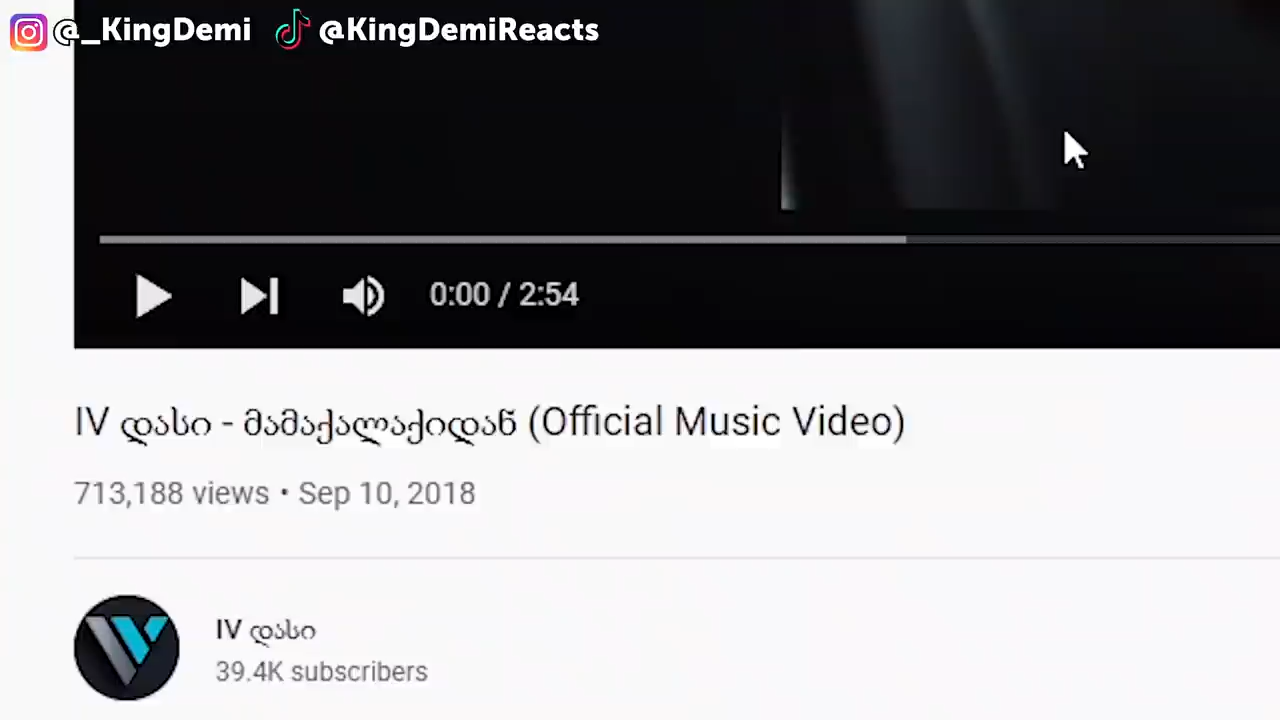 @_KingDemi @KingDemiReacts
0:00 / 2:54
IV დასი - მამაქალაქიდან (Official Music Video)
713,188 views • Sep 10, 2018
IV დასი
39.4K subscribers